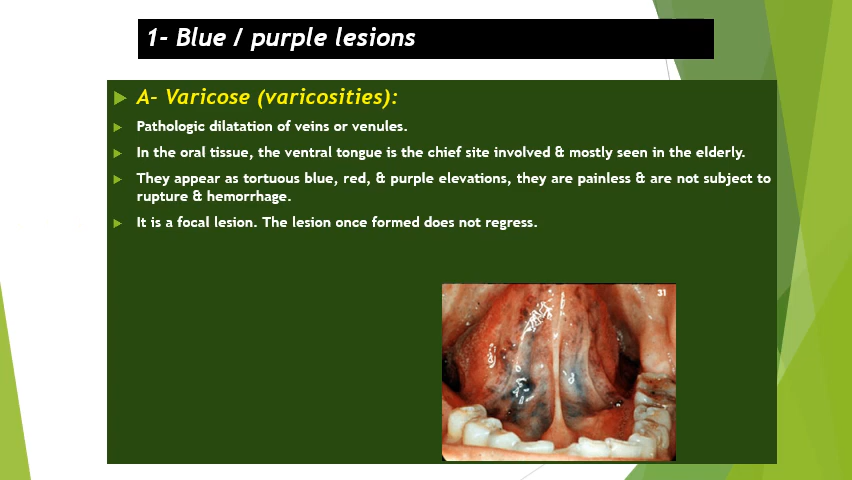 1- Blue / purple lesions
A- Varicose (varicosities):
Pathologic dilatation of veins or venules.
In the oral tissue, the ventral tongue is the chief site involved & mostly seen in the elderly.
They appear as tortuous blue, red, & purple elevations, they are painless & are not subject to
rupture & hemorrhage.
It is a focal lesion. The lesion once formed does not regress.
31